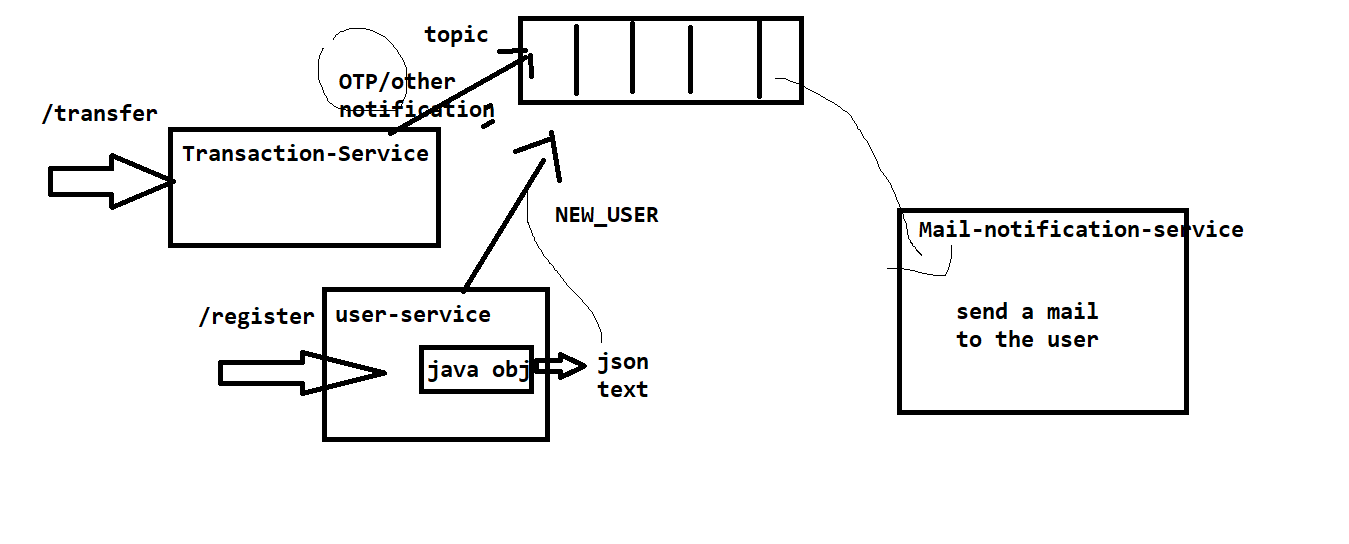 topic
OTP/other
notification
/transfer
Transaction-Service
NEW_USER
Mail-notification-service
/register
user-service
send a mail
to the user
java obj
json
text